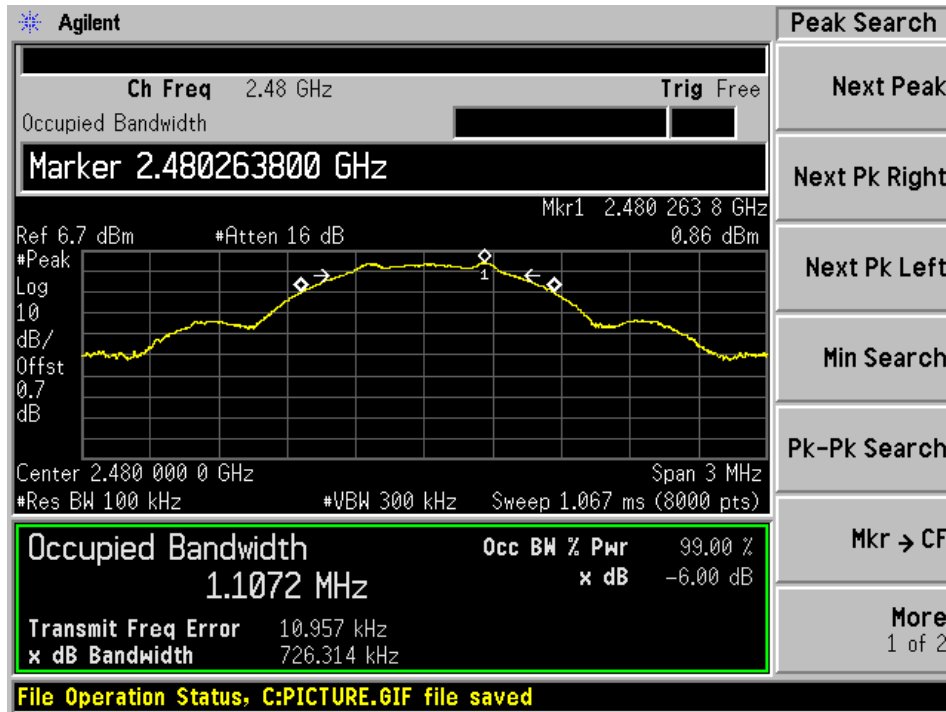 Agilent
Peak Search
Ch Freq 2.48 GHz
Trig Free
Occupied Bandwidth
Marker 2.480263800 GHz
Mkr1 2.480 263 8 GHz
Ref 6.7 dBm #Atten 16 dB 0.86 dBm
#Peak
Log
10
dB/
Offst
0.7
dB
1
Center 2.480 000 0 GHz Span 3 MHz
#Res BW 100 kHz #VBW 300 kHz Sweep 1.067 ms (8000 pts)
Occupied Bandwidth
1.1072 MHz
Occ BW % Pwr 99.00 %
x dB -6.00 dB
Transmit Freq Error 10.957 kHz
x dB Bandwidth 726.314 kHz
File Operation Status, C:PICTURE.GIF file saved
Next Peak
Next Pk Right
Next Pk Left
Min Search
Pk-Pk Search
Mkr → CF
More
1 of 2